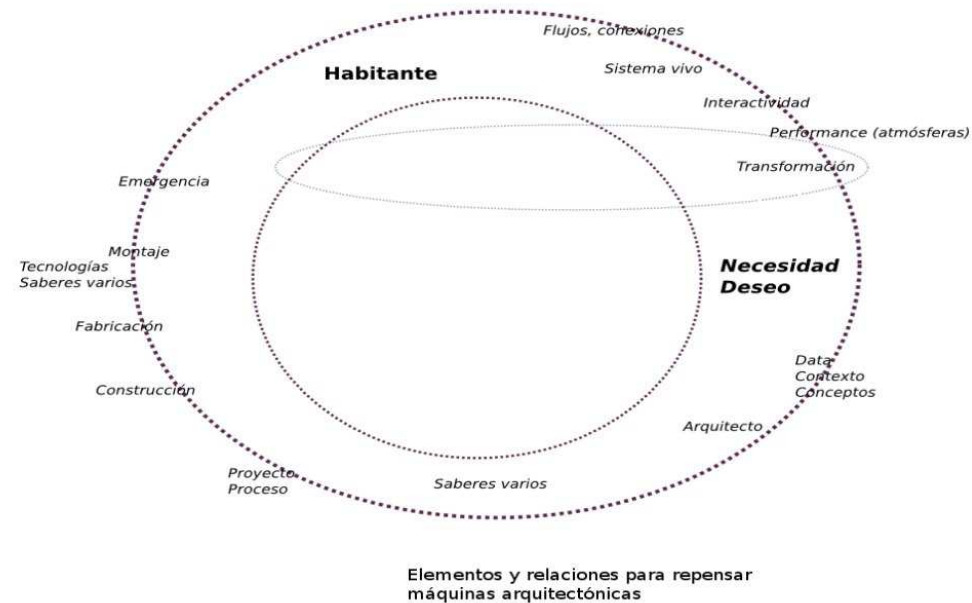 Flujos, conexiones
Habitante
Sistema vivo
Interactividad
Performance (atmósferas)
Transformación
Emergencia
Montaje
Tecnologías
Saberes varios
Necesidad
Deseo
Fabricación
Data
Contexto
Conceptos
Construcción
Arquitecto
Proyecto
Proceso
Saberes varios
Elementos y relaciones para repensar
máquinas arquitectónicas